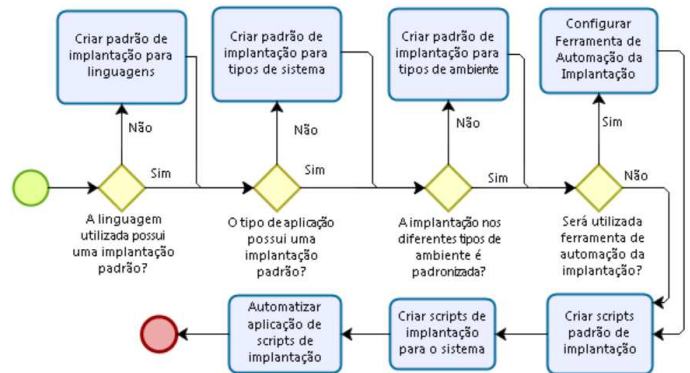 Criar padrão de
implantação para
linguagens
Criar padrão de
implantação para
tipos de sistema
Criar padrão de
implantação para
tipos de ambiente
Configurar
Ferramenta de
Automação da
Implantação
Não
Não
Não
Sim
Sim
Sim
Sim
Não
A linguagem
utilizada possui
uma implantação
padrão?
O tipo de aplicação
possui uma
implantação
padrão?
A implantação nos
diferentes tipos de
ambiente é
padronizada?
Será utilizada
ferramenta de
automação da
implantação?
Automatizar
aplicação de
scripts de
implantação
Criar scripts de
implantação
para o sistema
Criar scripts
padrão de
implantação